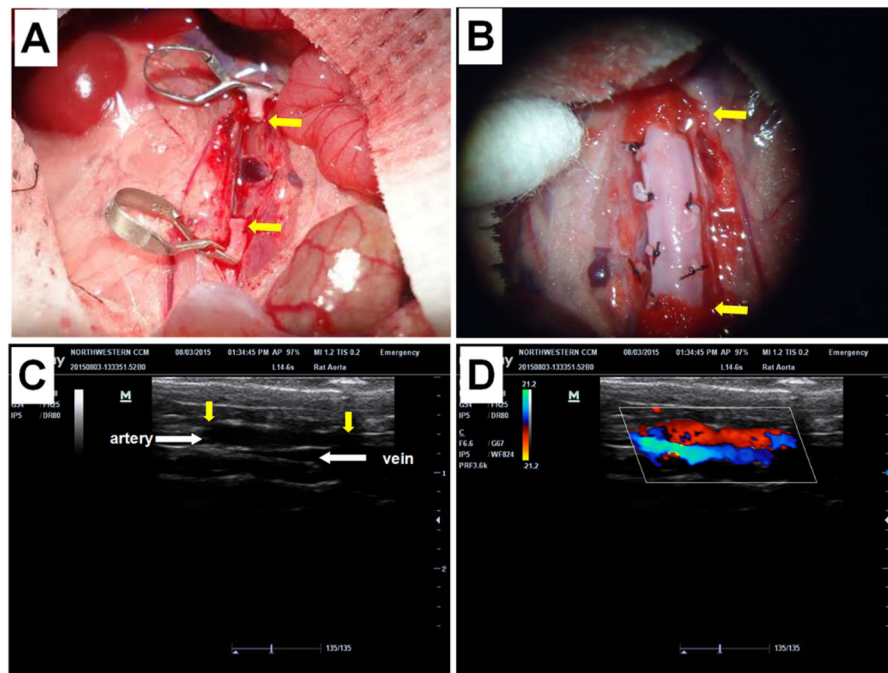 A
B
C
NORTHWESTERN CCM 08/03/2015 01:34:45 PM AP 97% MI 1.2 TIS 0.2 Emergency
20150803-133351-52B0 L14.6s Rat Aorta
IP5 / DR80
M
artery
vein
1
2
135/135
D
NORTHWESTERN CCM 08/03/2015 01:34:45 PM AP 97% MI 1.2 TIS 0.2 Emergency
20150803-133351-52B0 L14.6s Rat Aorta
21.2
IP5 / DR80
M
C
F6.6 / G67
IP5 / WF824
PRF3.6k
-21.2
135/135